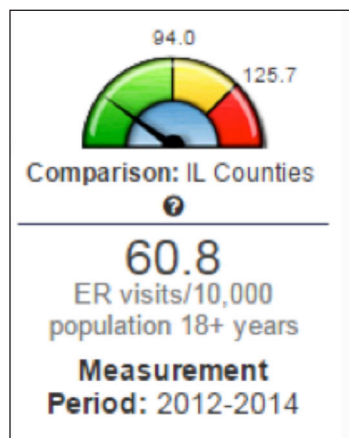 94.0
125.7
Comparison: IL Counties
?
60.8
ER visits/10,000
population 18+ years
Measurement
Period: 2012-2014